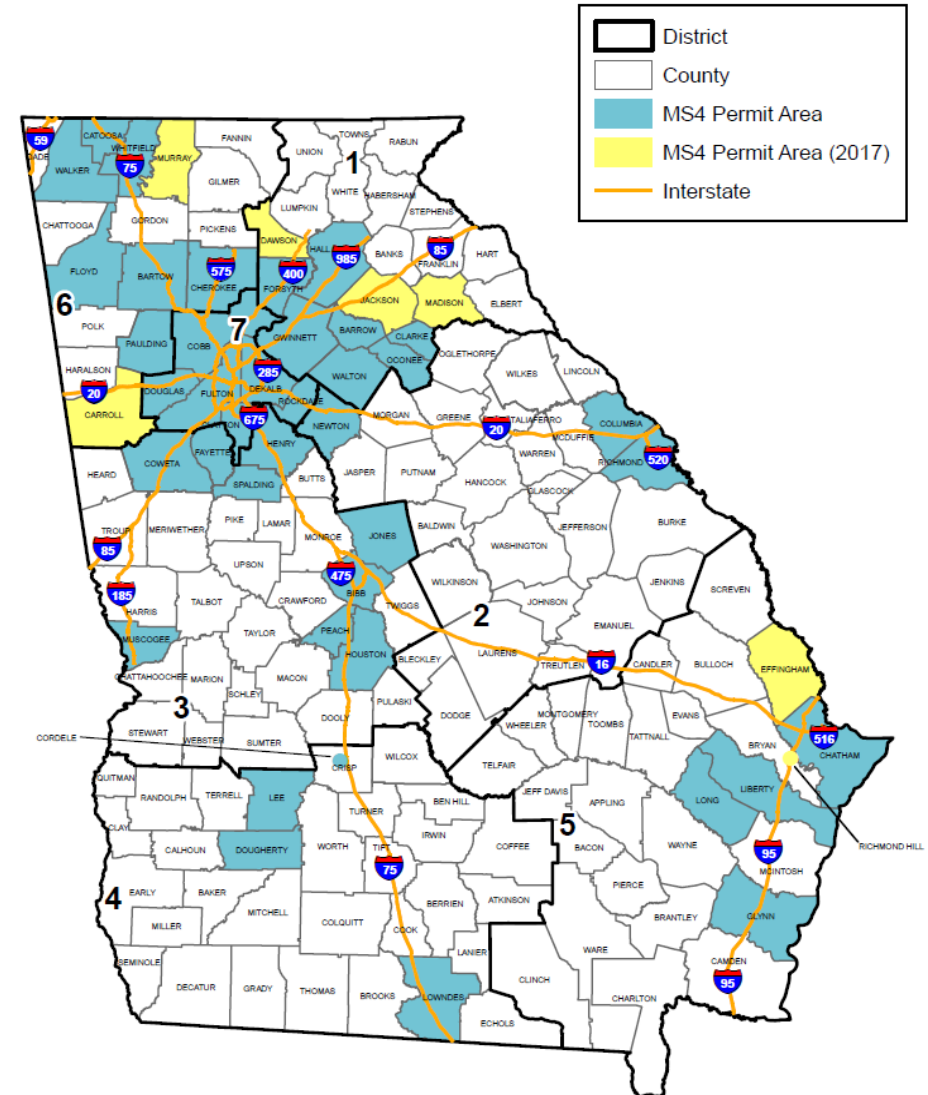 District
County
MS4 Permit Area
MS4 Permit Area (2017)
Interstate
59
CATOOSA
WHITFIELD
MURRAY
FANNIN
TOWNS
RABUN
UNION
1
WALKER
75
GILMER
WHITE
HABERSHAM
LUMPKIN
STEPHENS
CHATTOOGA
GORDON
PICKENS
DAWSON
HALL
985
BANKS
85
FRANKLIN
HART
FLOYD
BARTOW
575
CHEROKEE
400
FORSYTH
JACKSON
MADISON
ELBERT
6
7
POLK
PAULDING
COBB
GWINNETT
BARROW
CLARKE
OCONEE
OGLETHORPE
WILKES
LINCOLN
HARALSON
285
DEKALB
WALTON
20
DOUGLAS
FULTON
ROCKDALE
CARROLL
CLAYTON
675
NEWTON
MORGAN
GREENE
TALIAFERRO
20
MCDUFFIE
COLUMBIA
HENRY
WARREN
RICHMOND
520
HEARD
COWETA
FAYETTE
SPALDING
BUTTS
JASPER
PUTNAM
HANCOCK
GLASCOCK
TROUP
MERIWETHER
PIKE
LAMAR
MONROE
JONES
BALDWIN
JEFFERSON
BURKE
85
UPSON
WASHINGTON
475
BIBB
WILKINSON
JENKINS
SCREVEN
185
HARRIS
TALBOT
CRAWFORD
TWIGGS
JOHNSON
2
EMANUEL
MUSCOGEE
TAYLOR
PEACH
HOUSTON
BLECKLEY
LAURENS
TREUTLEN
16
CANDLER
BULLOCH
EFFINGHAM
CHATTAHOOCHEE
MARION
MACON
SCHLEY
PULASKI
DODGE
3
DOOLY
WHEELER
MONTGOMERY
TOOMBS
EVANS
TATTNALL
BRYAN
516
CHATHAM
STEWART
WEBSTER
SUMTER
CORDELE
CRISP
WILCOX
TELFAIR
QUITMAN
RANDOLPH
TERRELL
LEE
TURNER
BEN HILL
JEFF DAVIS
APPLING
LONG
LIBERTY
CLAY
CALHOUN
DOUGHERTY
WORTH
TIFT
IRWIN
COFFEE
5
BACON
WAYNE
95
RICHMOND HILL
75
MCINTOSH
4
EARLY
BAKER
MITCHELL
BERRIEN
ATKINSON
PIERCE
MILLER
COLQUITT
COOK
BRANTLEY
GLYNN
SEMINOLE
LANIER
WARE
CAMDEN
DECATUR
GRADY
THOMAS
BROOKS
LOWNDES
CLINCH
95
CHARLTON
ECHOLS